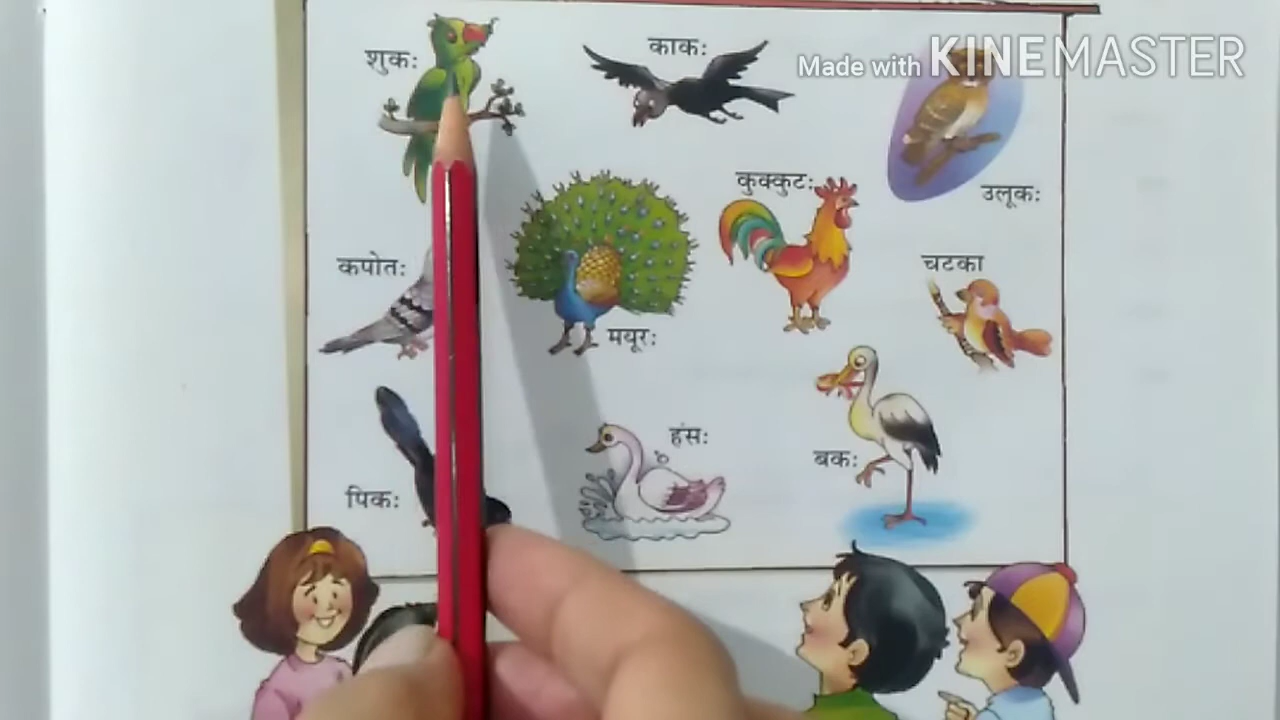 शुकः
काकः
Made with KINEMASTER
उलूकः
कुक्कुटः
कपोतः
मयूरः
चटका
पिकः
हंसः
बकः